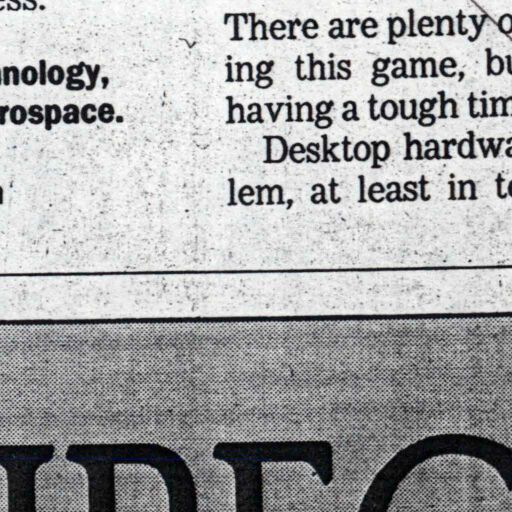 ess.
nology,
rospace.
There are plenty o
ing this game, bu
having a tough tim
Desktop hardwa
lem, at least in te